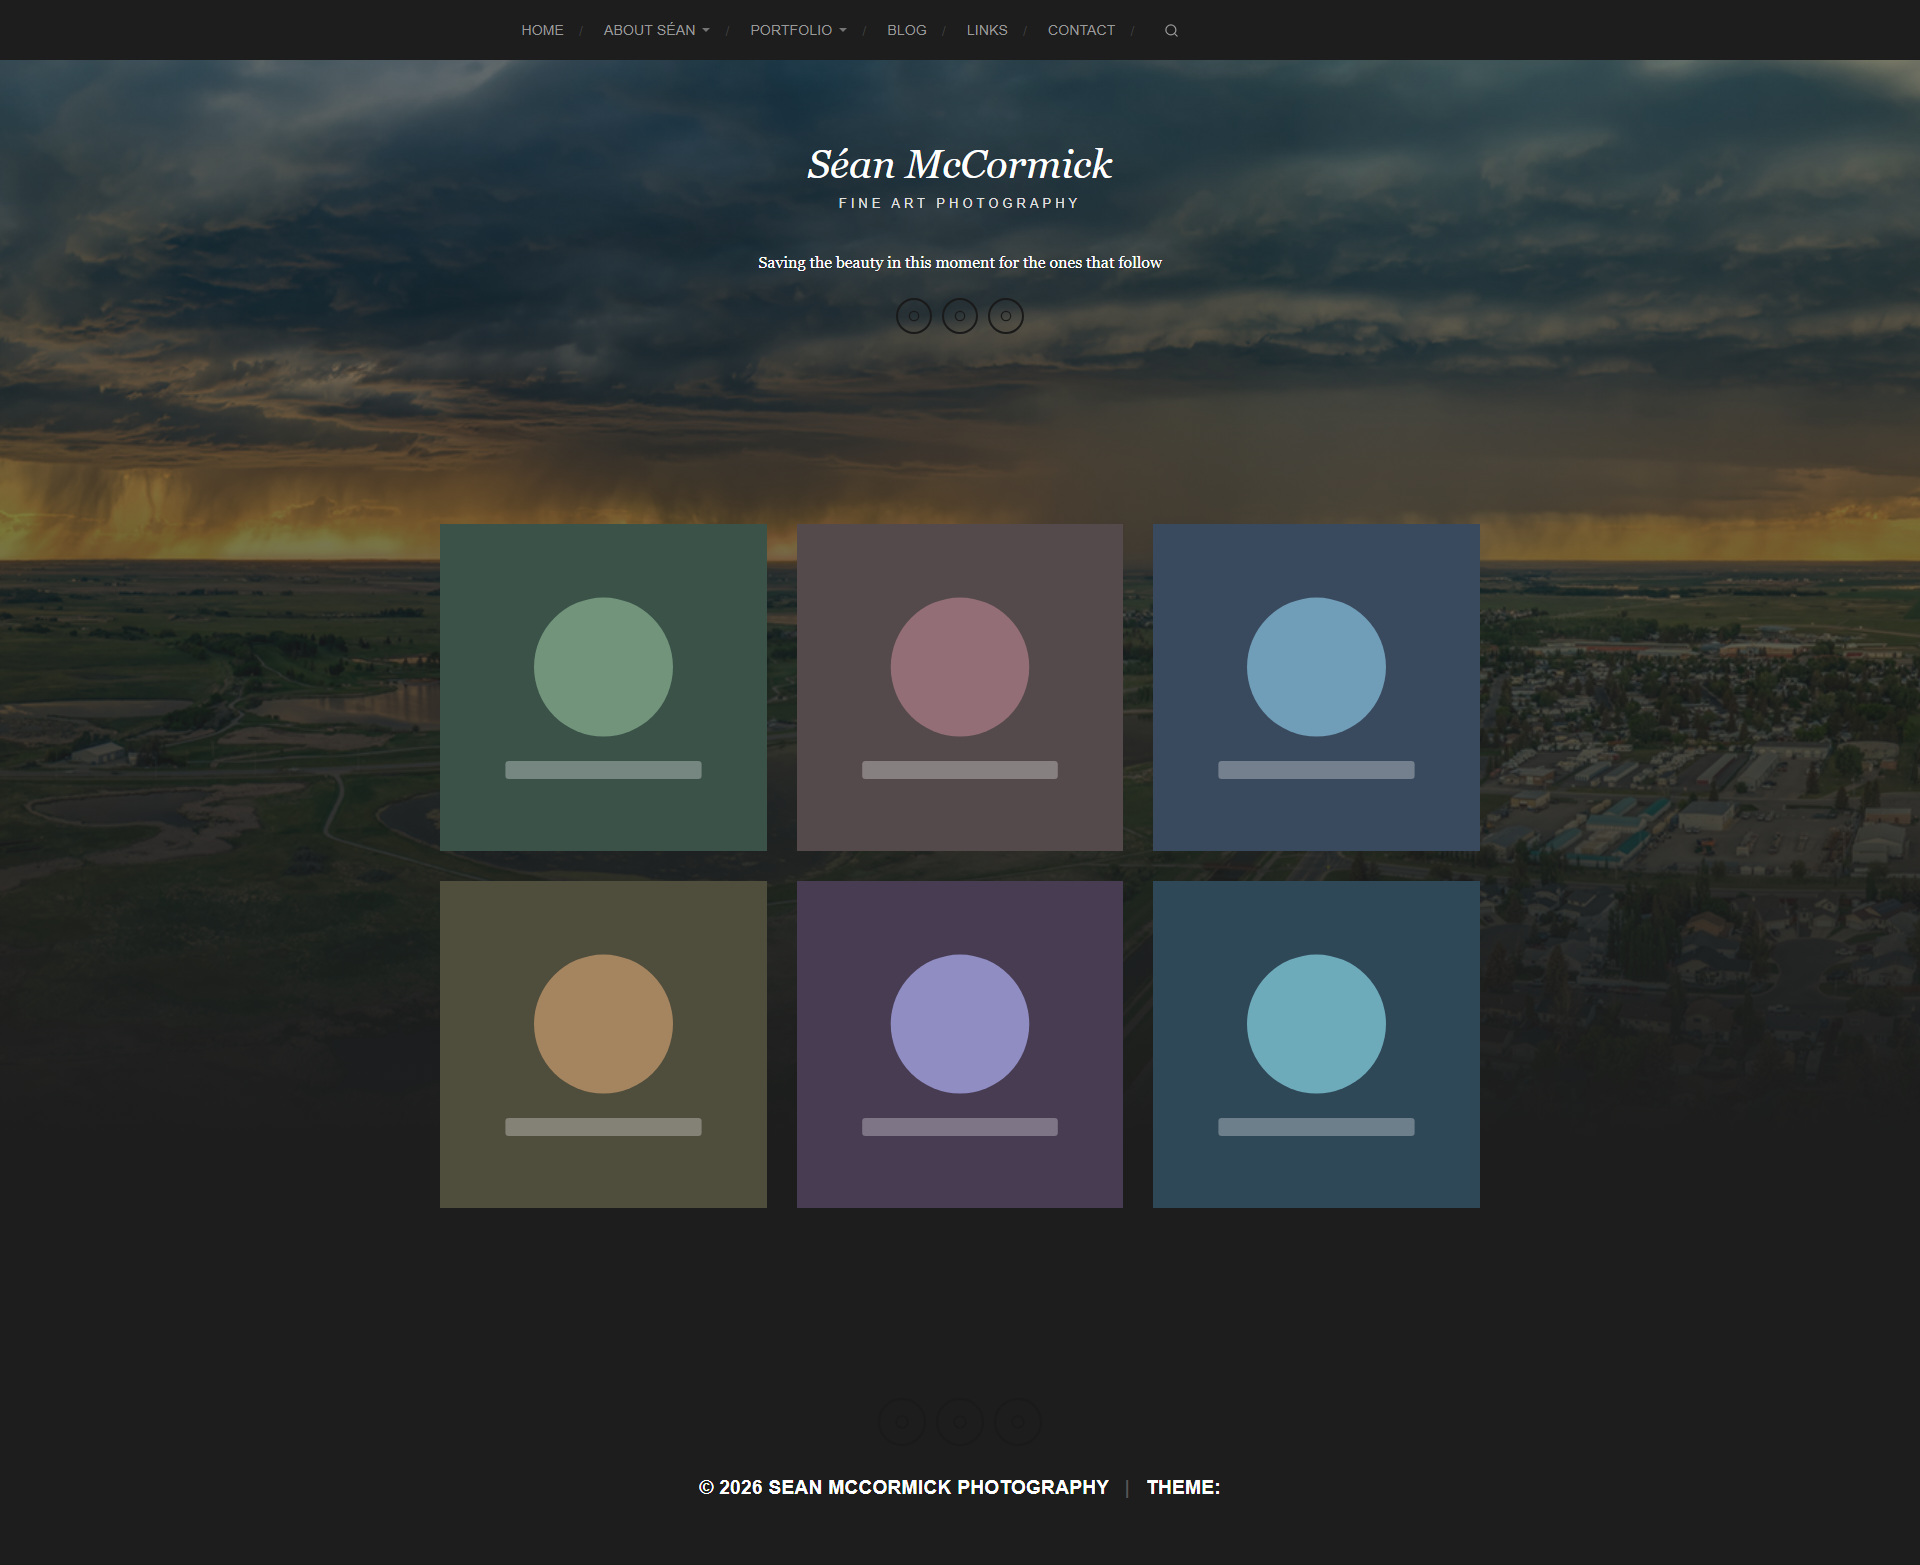 HOME / ABOUT SÉAN / PORTFOLIO / BLOG / LINKS / CONTACT /
Séan McCormick
FINE ART PHOTOGRAPHY
Saving the beauty in this moment for the ones that follow
© 2026 SEAN MCCORMICK PHOTOGRAPHY | THEME: